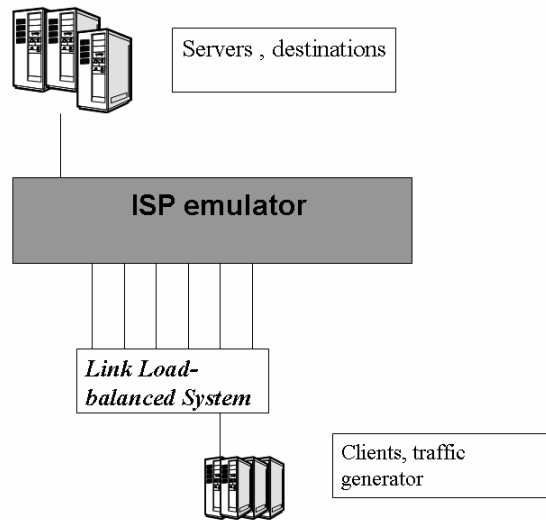 Servers , destinations
ISP emulator
Link Load-
balanced System
Clients, traffic
generator